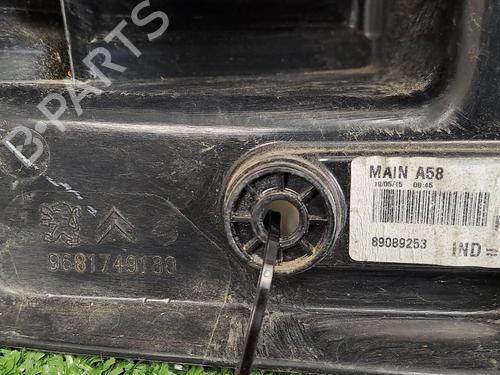 B-PARTS
MAIN A58
19/05/15 08:45
89089253
IND=
9681749180